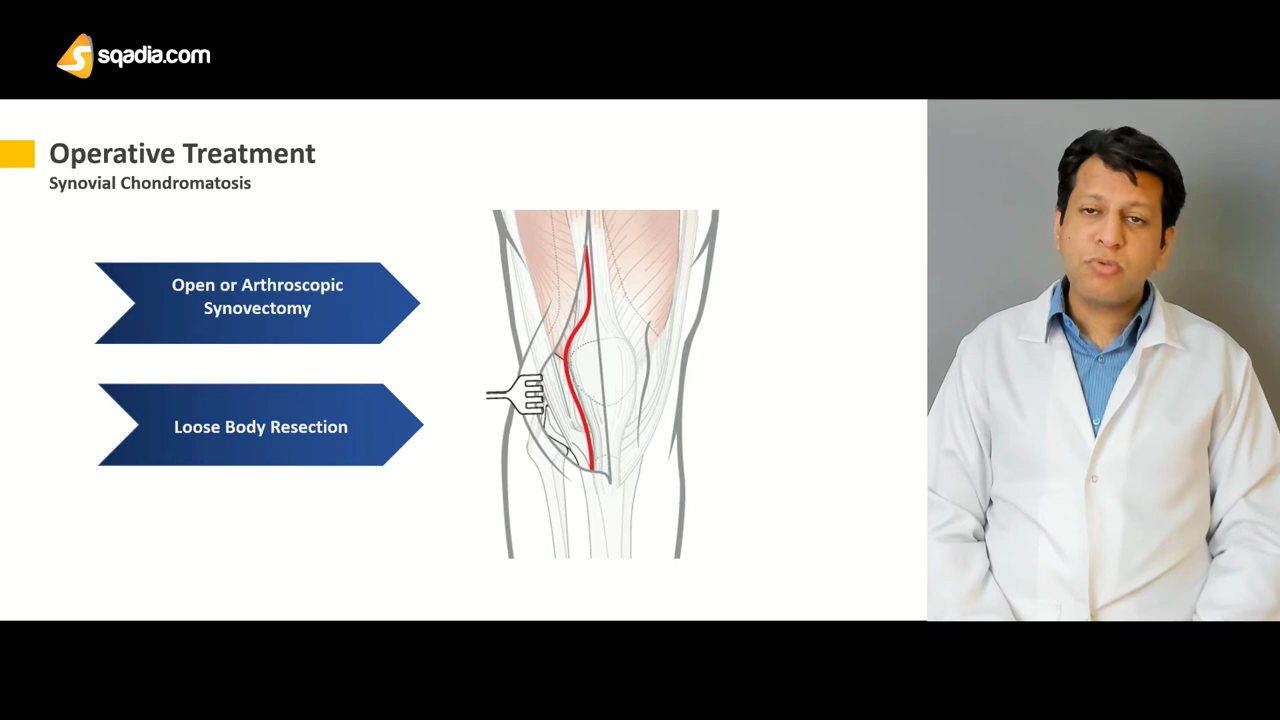 sqadia.com
Operative Treatment
Synovial Chondromatosis
Open or Arthroscopic
Synovectomy
Loose Body Resection